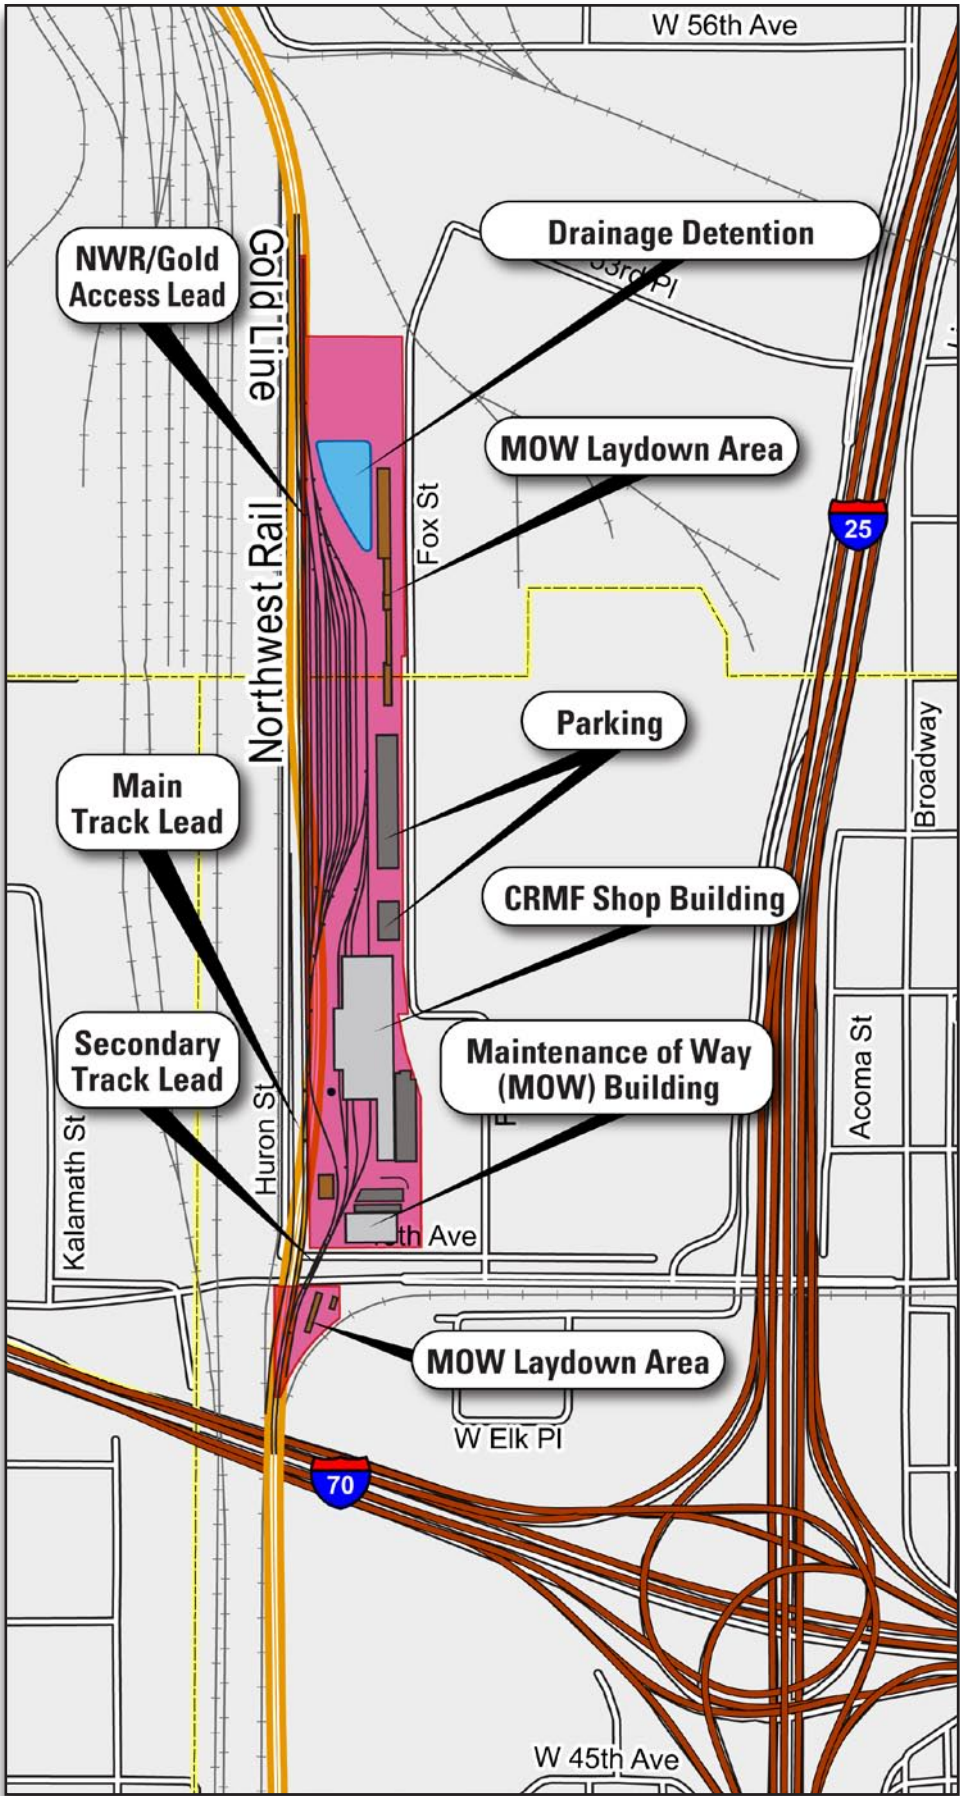 W 56th Ave
Drainage Detention
NWR/Gold
Access Lead
Gold Line
53rd Pl
MOW Laydown Area
Fox St
25
Northwest Rail
Parking
Broadway
Main
Track Lead
CRMF Shop Building
Secondary
Track Lead
Maintenance of Way
(MOW) Building
Acoma St
Huron St
Kalamath St
Ave
MOW Laydown Area
W Elk Pl
70
W 45th Ave